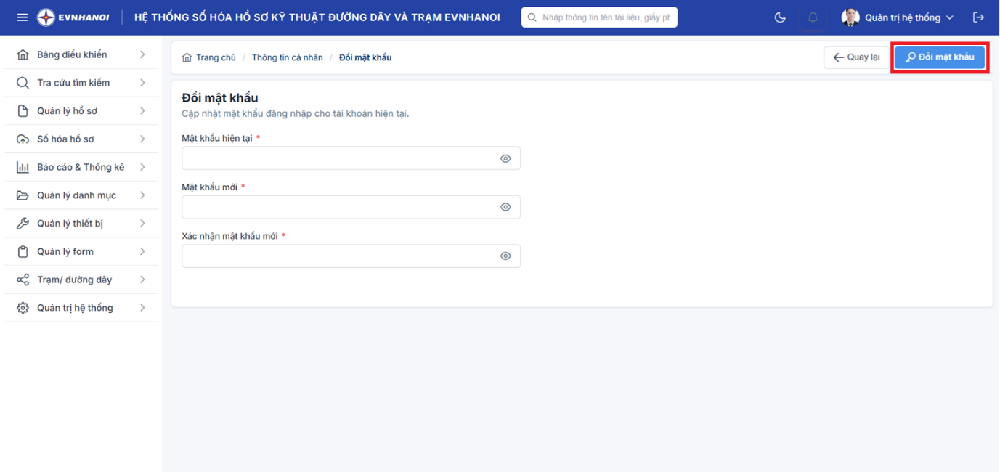 EVNHANOI
HỆ THỐNG SỐ HÓA HỒ SƠ KỸ THUẬT ĐƯỜNG DÂY VÀ TRẠM EVNHANOI
Nhập thông tin tên tài liệu, giấy ph
Quản trị hệ thống
Bảng điều khiển
Tra cứu tìm kiếm
Quản lý hồ sơ
Số hóa hồ sơ
Báo cáo & Thống kê
Quản lý danh mục
Quản lý thiết bị
Quản lý form
Trạm/ đường dây
Quản trị hệ thống
Trang chủ / Thông tin cá nhân / Đổi mật khẩu
Quay lại
Đổi mật khẩu
Đổi mật khẩu
Cập nhật mật khẩu đăng nhập cho tài khoản hiện tại.
Mật khẩu hiện tại *
Mật khẩu mới *
Xác nhận mật khẩu mới *